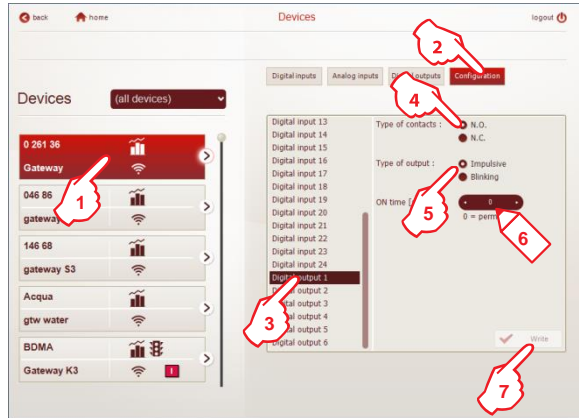 back
home
Devices
logout
2
Digital inputs
Analog inputs
outputs
Configuration
Devices
(all devices)
4
Digital input 13
Digital input 14
Digital input 15
Digital input 16
Digital input 17
Digital input 18
Digital input 19
Digital input 20
Digital input 21
Digital input 22
Digital input 23
Digital input 24
Digital output 1
output 2
output 3
output 4
output 5
Digital output 6
Type of contacts :
N.O.
N.C.
Type of output :
Impulsive
Blinking
ON time
0
0 = perm
5
6
3
Write
7
0 261 36
Gateway
1
046 86
gateway
146 68
gateway S3
Acqua
gtw water
BDMA
Gateway K3
I